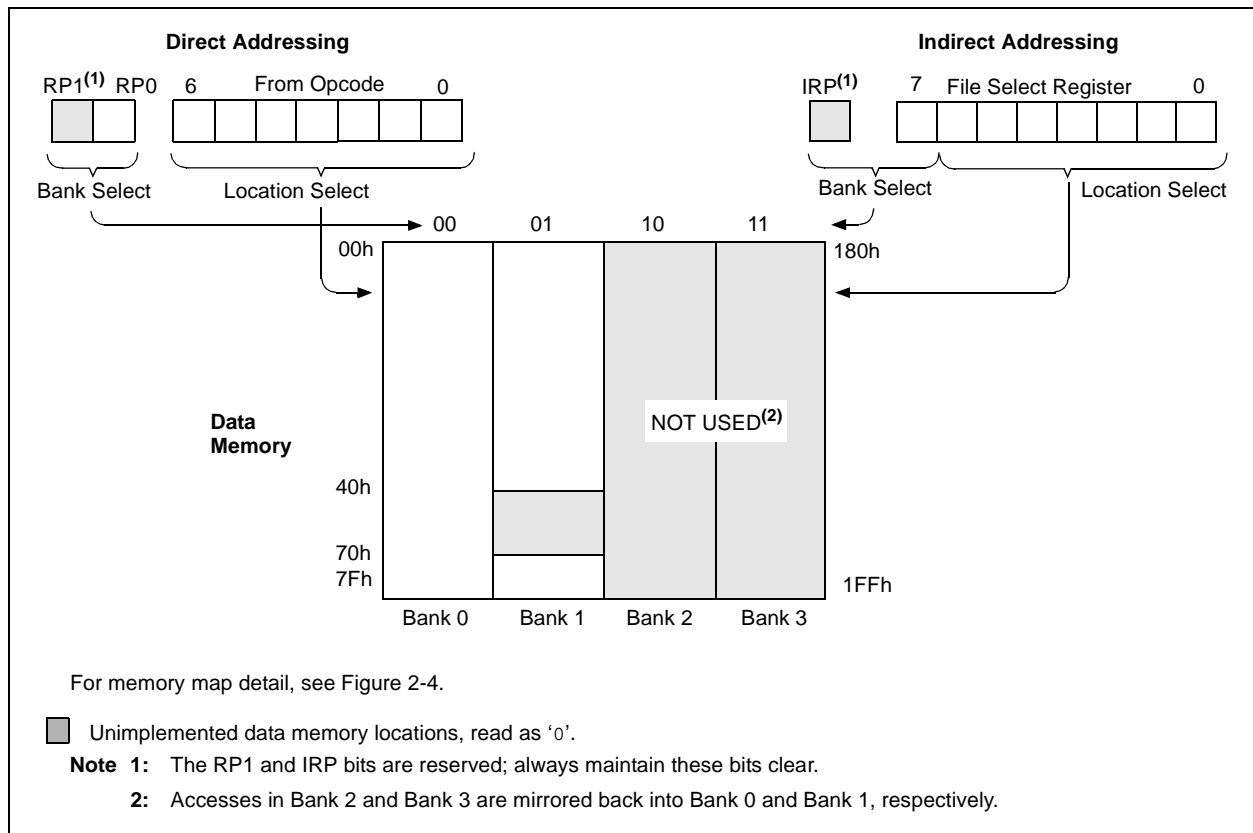 Direct Addressing
Indirect Addressing
RP1(1) RP0 6 From Opcode 0
IRP(1) 7 File Select Register 0
Bank Select Location Select
Bank Select Location Select
00 01 10 11
00h
180h
NOT USED(2)
Data
Memory
40h
70h
7Fh
1FFh
Bank 0 Bank 1 Bank 2 Bank 3
For memory map detail, see Figure 2-4.
Unimplemented data memory locations, read as ‘0’.
Note 1: The RP1 and IRP bits are reserved; always maintain these bits clear.
2: Accesses in Bank 2 and Bank 3 are mirrored back into Bank 0 and Bank 1, respectively.